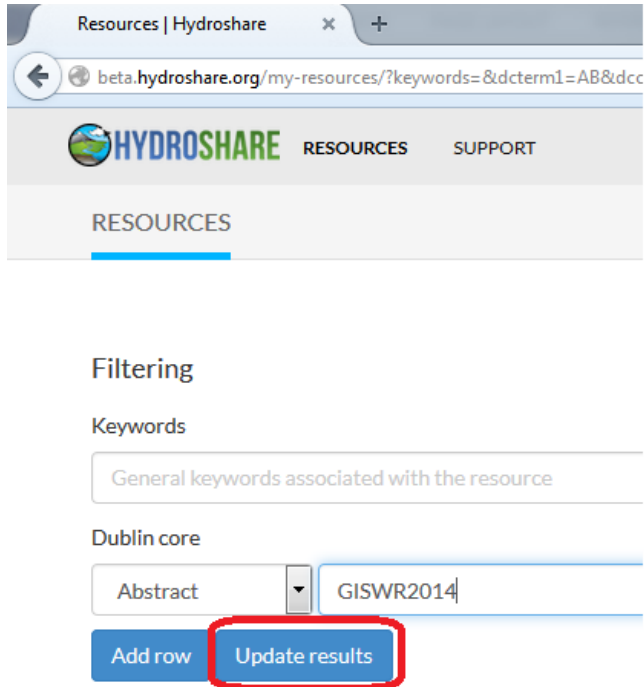 Resources | Hydroshare × +
beta.hydroshare.org/my-resources/?keywords=&dcterm1=AB&dcc
HYDROSHARE RESOURCES SUPPORT
RESOURCES
Filtering
Keywords
General keywords associated with the resource
Dublin core
Abstract GISWR2014
Add row Update results